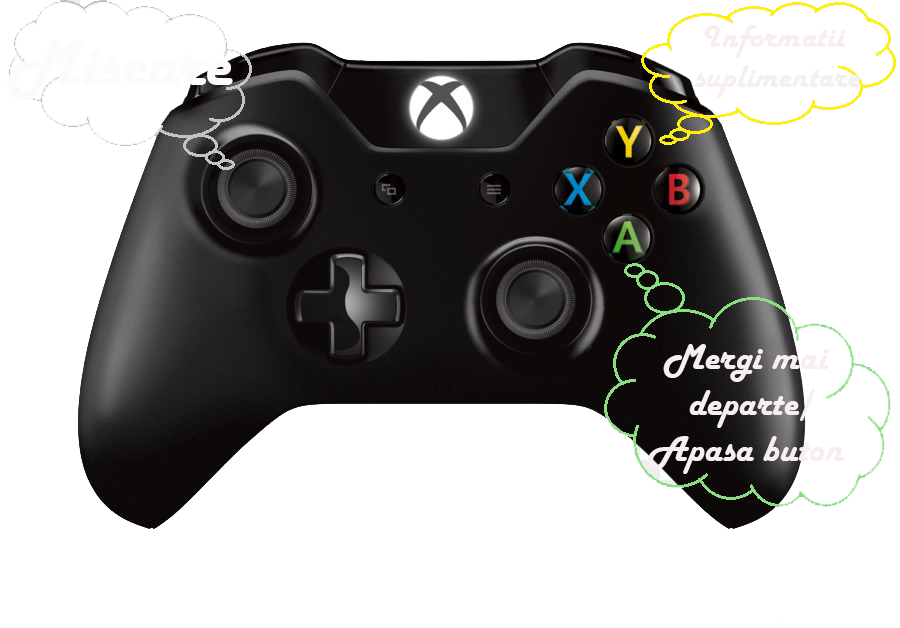 Miscare
Informatii
suplimentare
Y
X
B
A
Mergi mai
departe/
Apasa buton